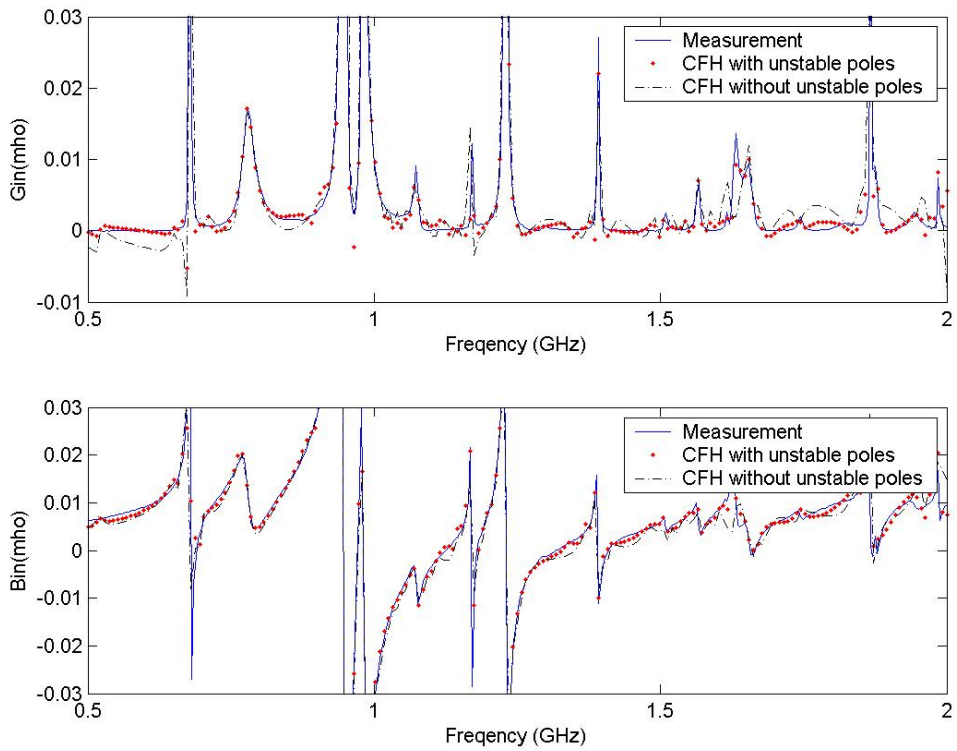 0.03
0.02
0.01
0
-0.01
Gin(mho)
0.5
1
1.5
2
Freqency (GHz)
Measurement
CFH with unstable poles
CFH without unstable poles
0.03
0.02
0.01
0
-0.01
-0.02
-0.03
Bin(mho)
0.5
1
1.5
2
Freqency (GHz)
Measurement
CFH with unstable poles
CFH without unstable poles